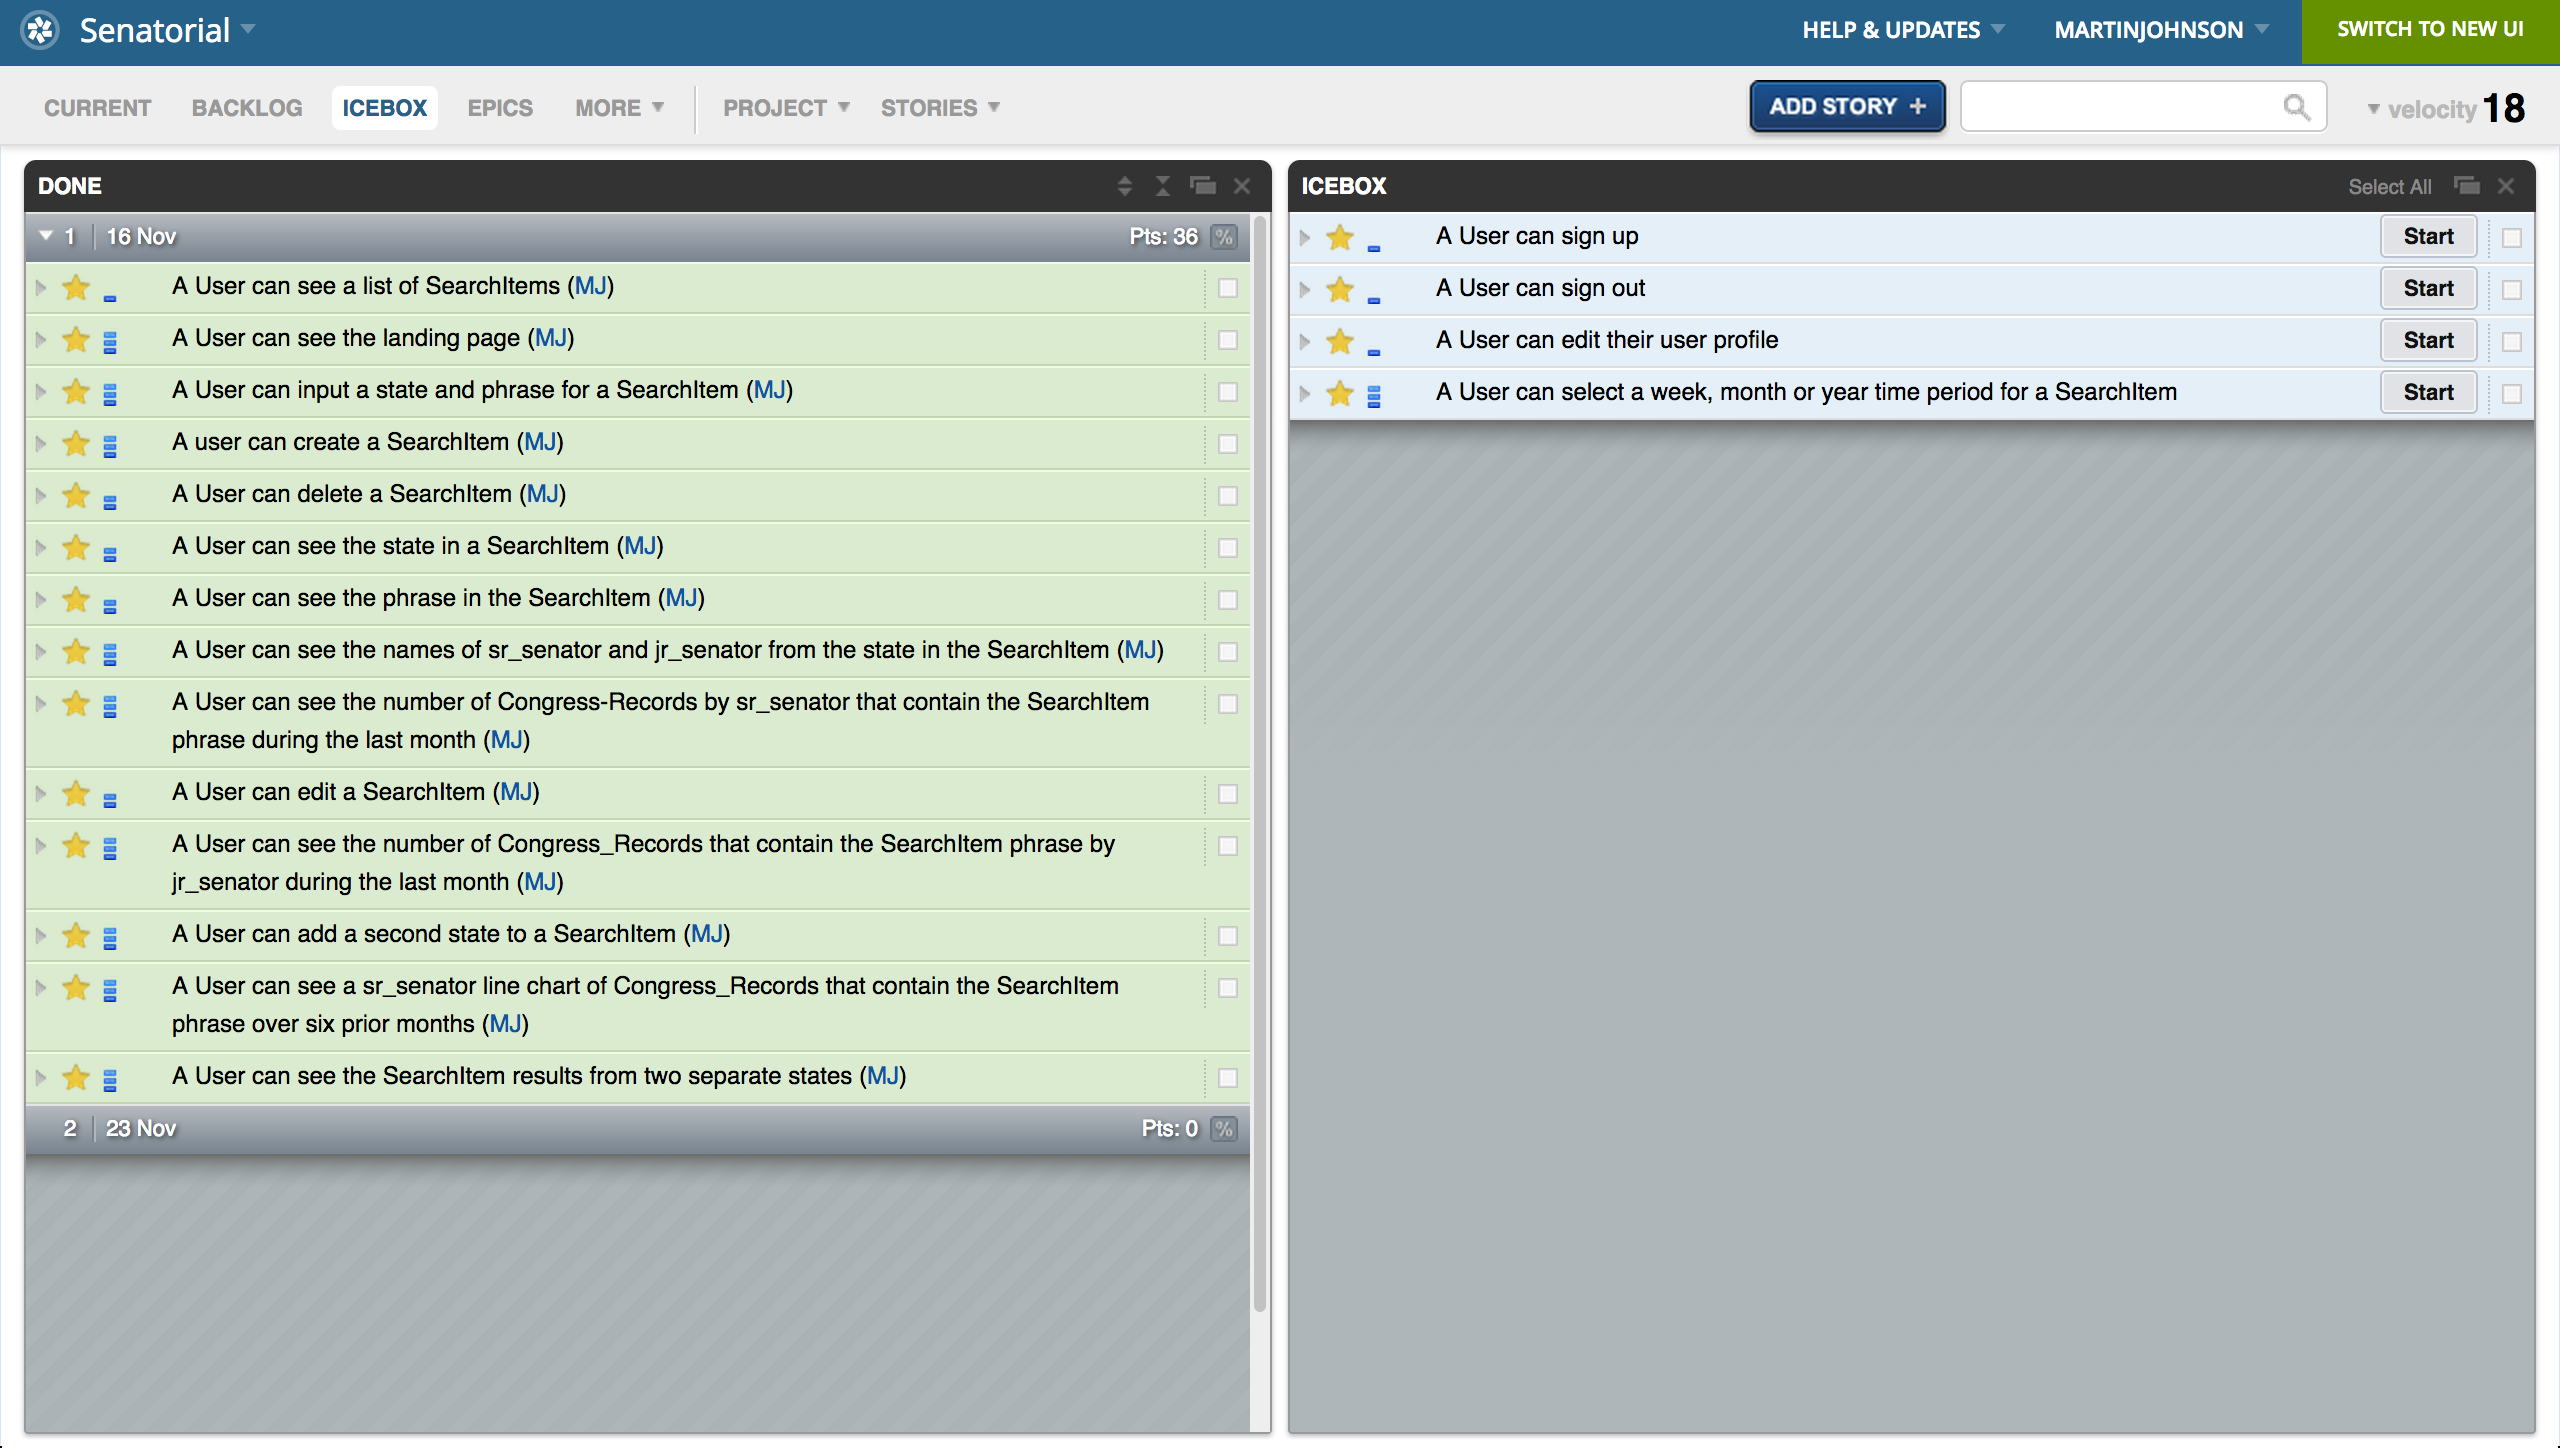 Senatorial
HELP & UPDATES
MARTINJOHNSON
SWITCH TO NEW UI
CURRENT
BACKLOG
ICEBOX
EPICS
MORE
PROJECT
STORIES
ADD STORY +
velocity 18
DONE
1 16 Nov Pts: 36 %
A User can see a list of SearchItems (MJ)
A User can see the landing page (MJ)
A User can input a state and phrase for a SearchItem (MJ)
A user can create a SearchItem (MJ)
A User can delete a SearchItem (MJ)
A User can see the state in a SearchItem (MJ)
A User can see the phrase in the SearchItem (MJ)
A User can see the names of sr_senator and jr_senator from the state in the SearchItem (MJ)
A User can see the number of Congress-Records by sr_senator that contain the SearchItem
phrase during the last month (MJ)
A User can edit a SearchItem (MJ)
A User can see the number of Congress_Records that contain the SearchItem phrase by
jr_senator during the last month (MJ)
A User can add a second state to a SearchItem (MJ)
A User can see a sr_senator line chart of Congress_Records that contain the SearchItem
phrase over six prior months (MJ)
A User can see the SearchItem results from two separate states (MJ)
2 23 Nov Pts: 0 %
ICEBOX
Select All
A User can sign up Start
A User can sign out Start
A User can edit their user profile Start
A User can select a week, month or year time period for a SearchItem Start